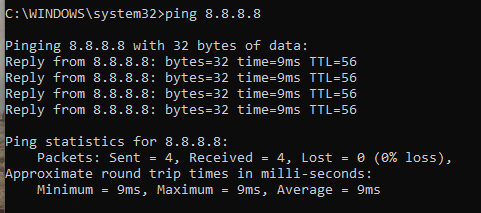 C:\WINDOWS\system32>ping 8.8.8.8
Pinging 8.8.8.8 with 32 bytes of data:
Reply from 8.8.8.8: bytes=32 time=9ms TTL=56
Reply from 8.8.8.8: bytes=32 time=9ms TTL=56
Reply from 8.8.8.8: bytes=32 time=9ms TTL=56
Reply from 8.8.8.8: bytes=32 time=9ms TTL=56
Ping statistics for 8.8.8.8:
Packets: Sent = 4, Received = 4, Lost = 0 (0% loss),
Approximate round trip times in milli-seconds:
Minimum = 9ms, Maximum = 9ms, Average = 9ms